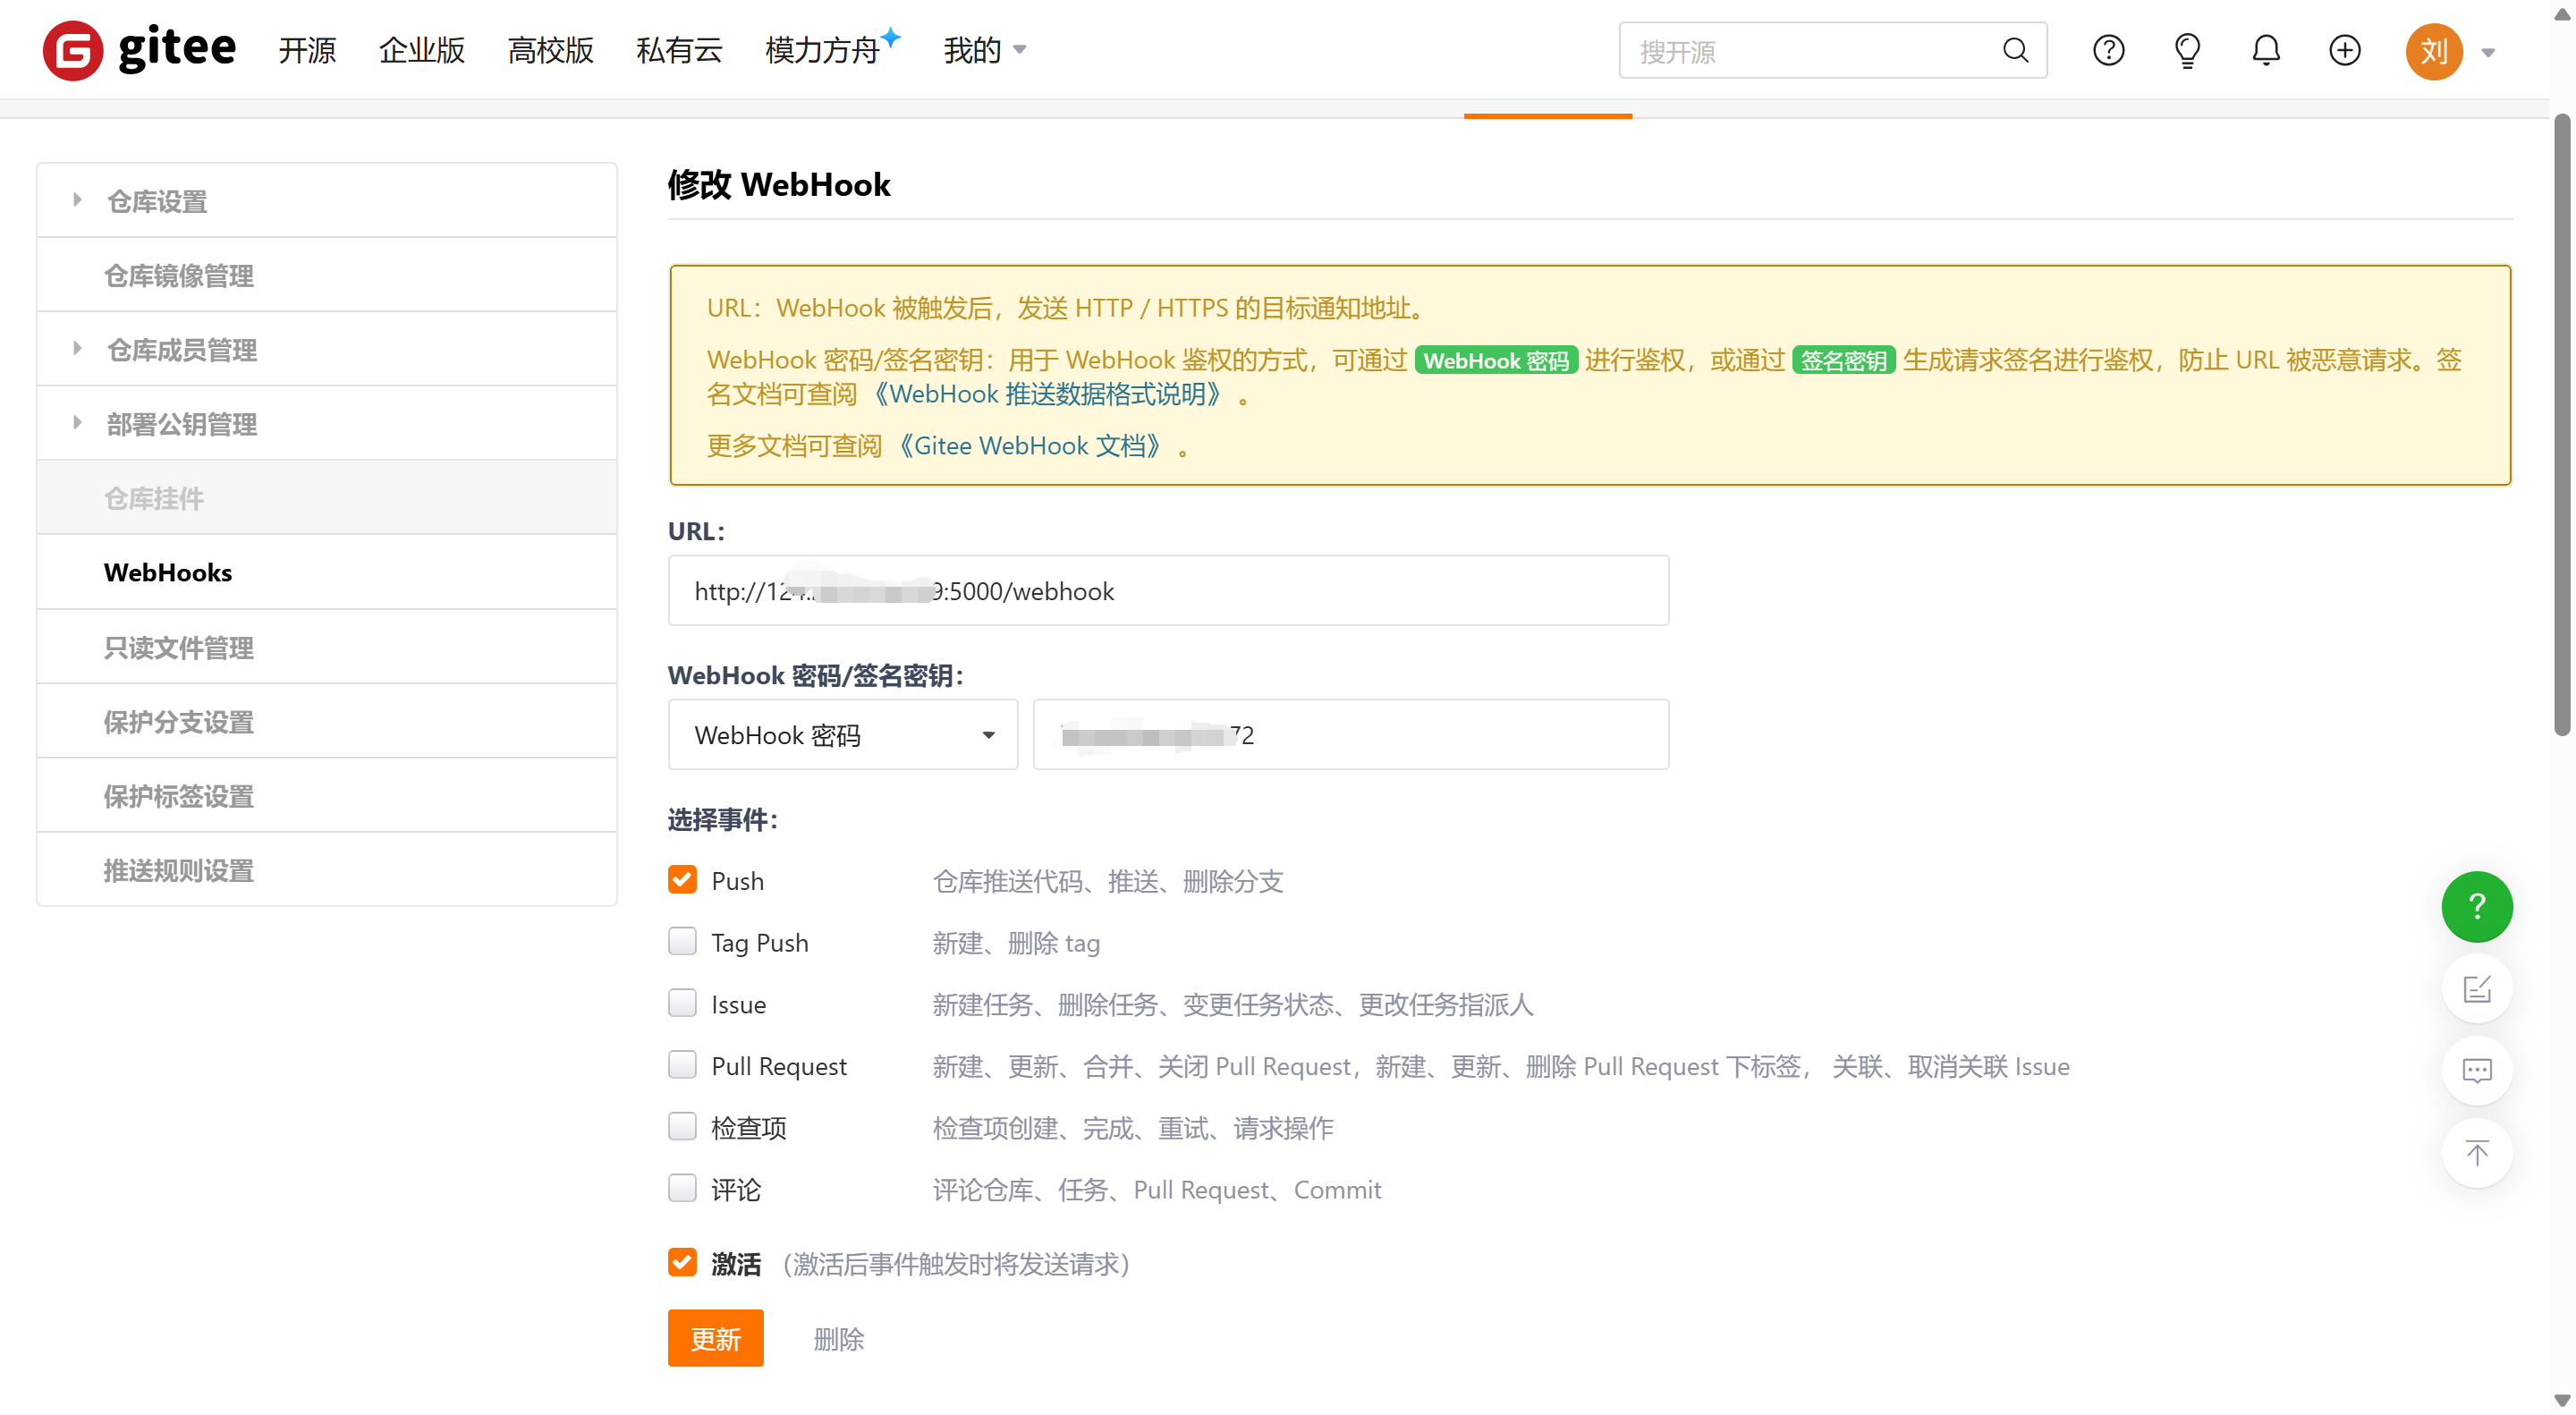 gitee 开源 企业版 高校版 私有云 模力方舟 我的 搜开源 刘
仓库设置
仓库镜像管理
仓库成员管理
部署公钥管理
仓库挂件
WebHooks
只读文件管理
保护分支设置
保护标签设置
推送规则设置
修改 WebHook
URL：WebHook 被触发后，发送 HTTP / HTTPS 的目标通知地址。
WebHook 密码/签名密钥：用于 WebHook 鉴权的方式，可通过 WebHook 密码 进行鉴权，或通过 签名密钥 生成请求签名进行鉴权，防止 URL 被恶意请求。签
名文档可查阅 《WebHook 推送数据格式说明》 。
更多文档可查阅 《Gitee WebHook 文档》 。
URL：
http://124. 9:5000/webhook
WebHook 密码/签名密钥：
WebHook 密码 72
选择事件：
Push 仓库推送代码、推送、删除分支
Tag Push 新建、删除 tag
Issue 新建任务、删除任务、变更任务状态、更改任务指派人
Pull Request 新建、更新、合并、关闭 Pull Request，新建、更新、删除 Pull Request 下标签， 关联、取消关联 Issue
检查项 检查项创建、完成、重试、请求操作
评论 评论仓库、任务、Pull Request、Commit
激活 （激活后事件触发时将发送请求）
更新 删除